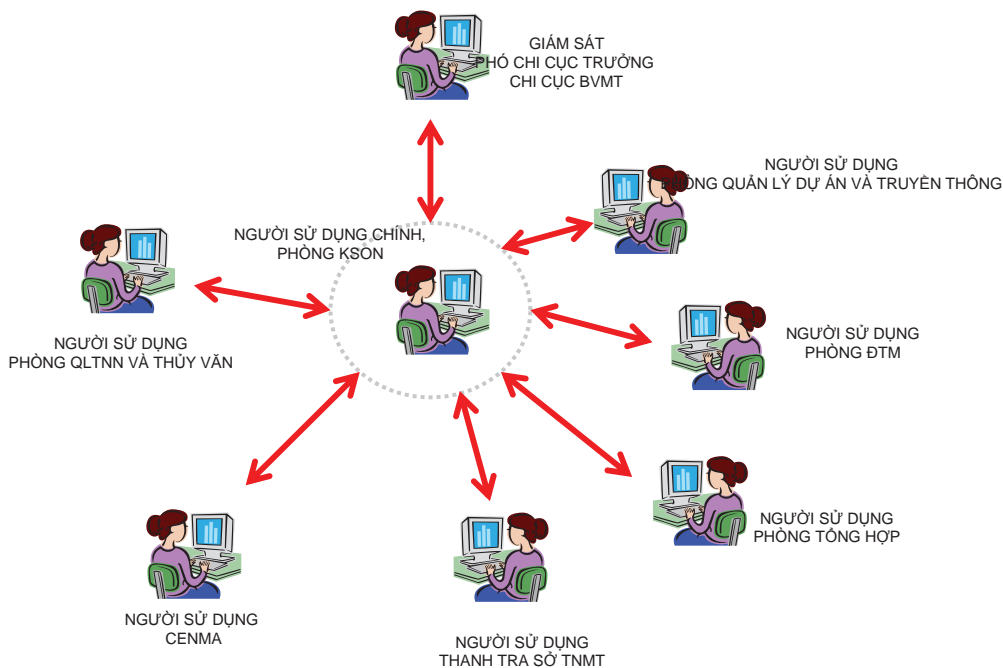 GIÁM SÁT
PHÓ CHI CỤC TRƯỞNG
CHI CỤC BVMT
NGƯỜI SỬ DỤNG
PHÒNG QUẢN LÝ DỰ ÁN VÀ TRUYỀN THÔNG
NGƯỜI SỬ DỤNG CHÍNH,
PHÒNG KSON
NGƯỜI SỬ DỤNG
PHÒNG QLTNN VÀ THỦY VĂN
NGƯỜI SỬ DỤNG
PHÒNG ĐTM
NGƯỜI SỬ DỤNG
PHÒNG TỔNG HỢP
NGƯỜI SỬ DỤNG
CENMA
NGƯỜI SỬ DỤNG
THANH TRA SỞ TNMT